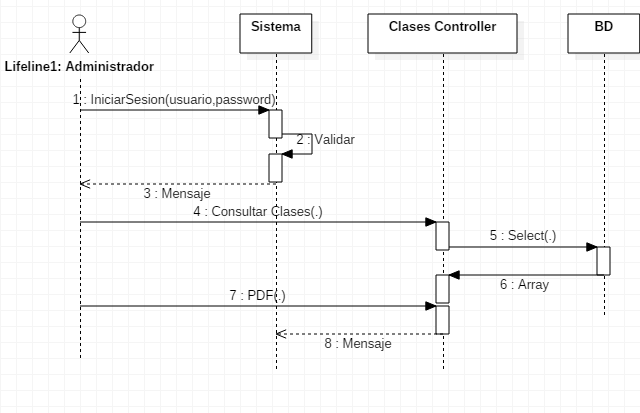 Sistema
Clases Controller
BD
Lifeline1: Administrador
1 : IniciarSesion(usuario,password)
2 : Validar
3 : Mensaje
4 : Consultar Clases(.)
5 : Select(.)
6 : Array
7 : PDF(.)
8 : Mensaje